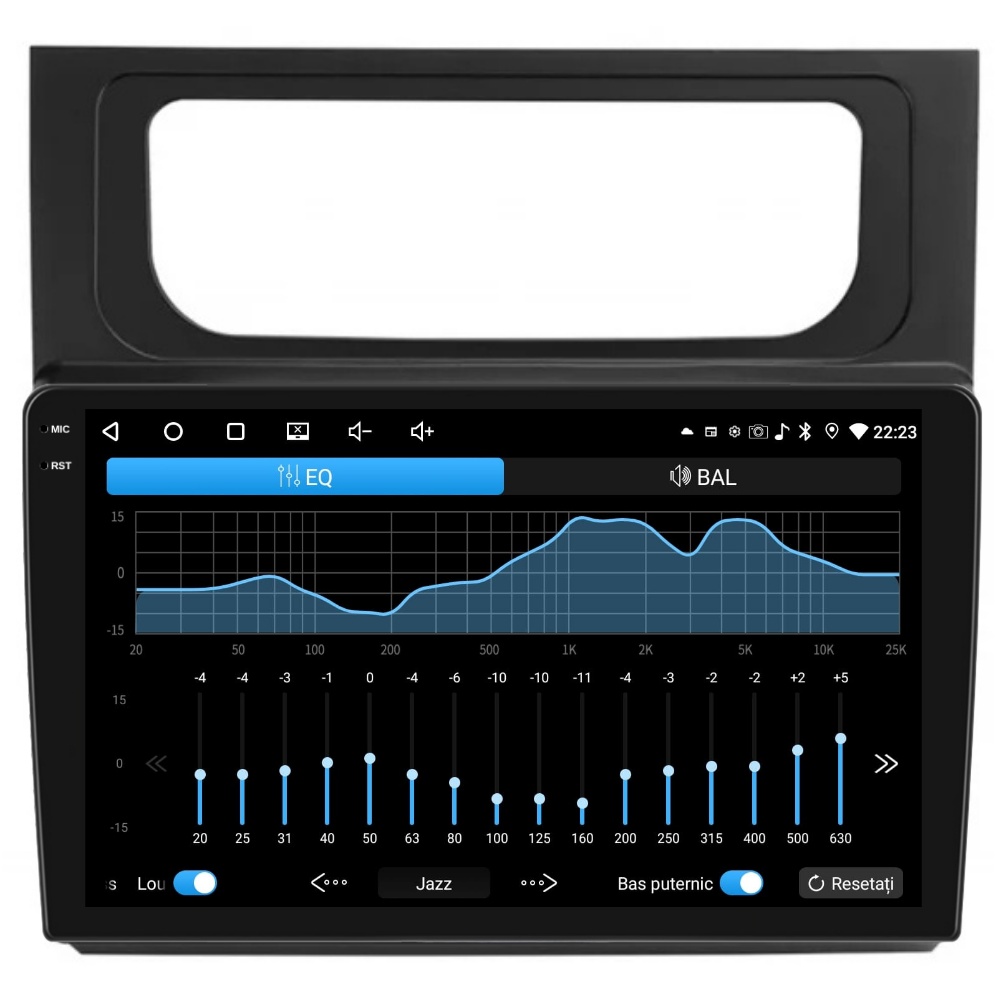 MIC
22:23
RST
EQ
BAL
15
0
-15
20 50 100 200 500 1K 2K 5K 10K 25K
-4 -4 -3 -1 0 -4 -6 -10 -10 -11 -4 -3 -2 -2 +2 +5
15
0
-15
20 25 31 40 50 63 80 100 125 160 200 250 315 400 500 630
s Lou Jazz Bas puternic Resetați